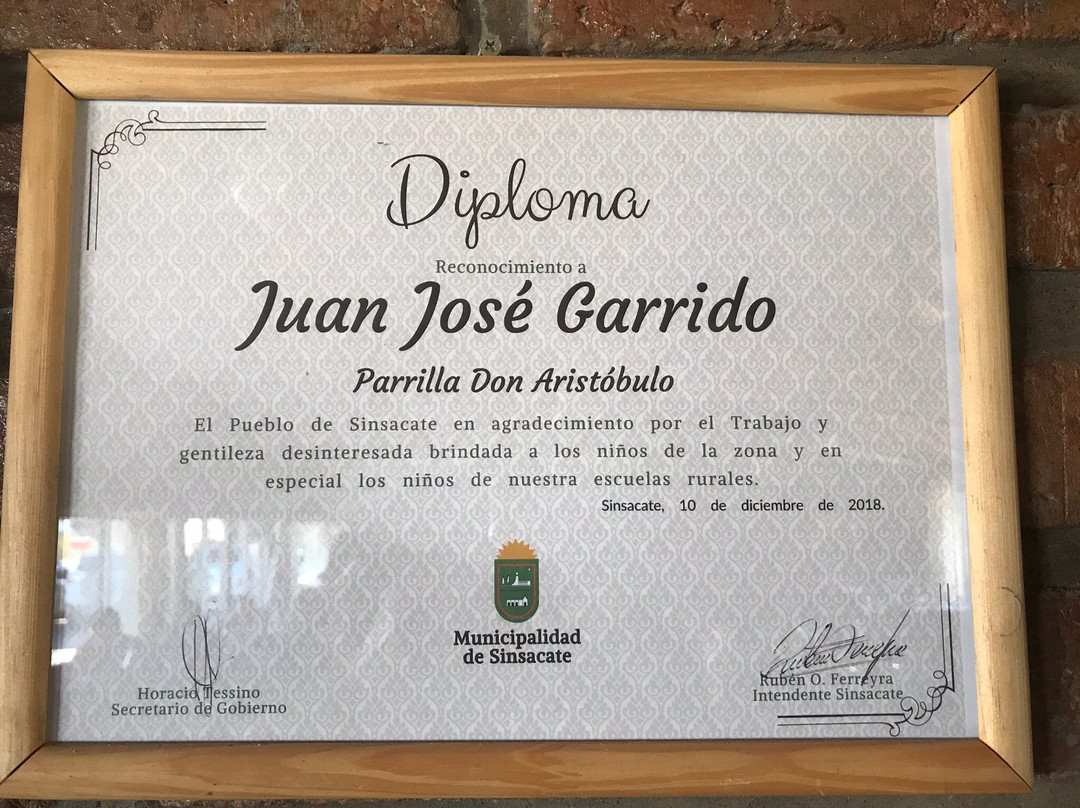 Diploma
Reconocimiento a
Juan José Garrido
Parrilla Don Aristóbulo
El Pueblo de Sinsacate en agradecimiento por el Trabajo y
gentileza desinteresada brindada a los niños de la zona y en
especial los niños de nuestra escuelas rurales.
Sinsacate, 10 de diciembre de 2018.
Municipalidad
de Sinsacate
Horacio Tessino
Secretario de Gobierno
Rubén O. Ferreyra
Intendente Sinsacate